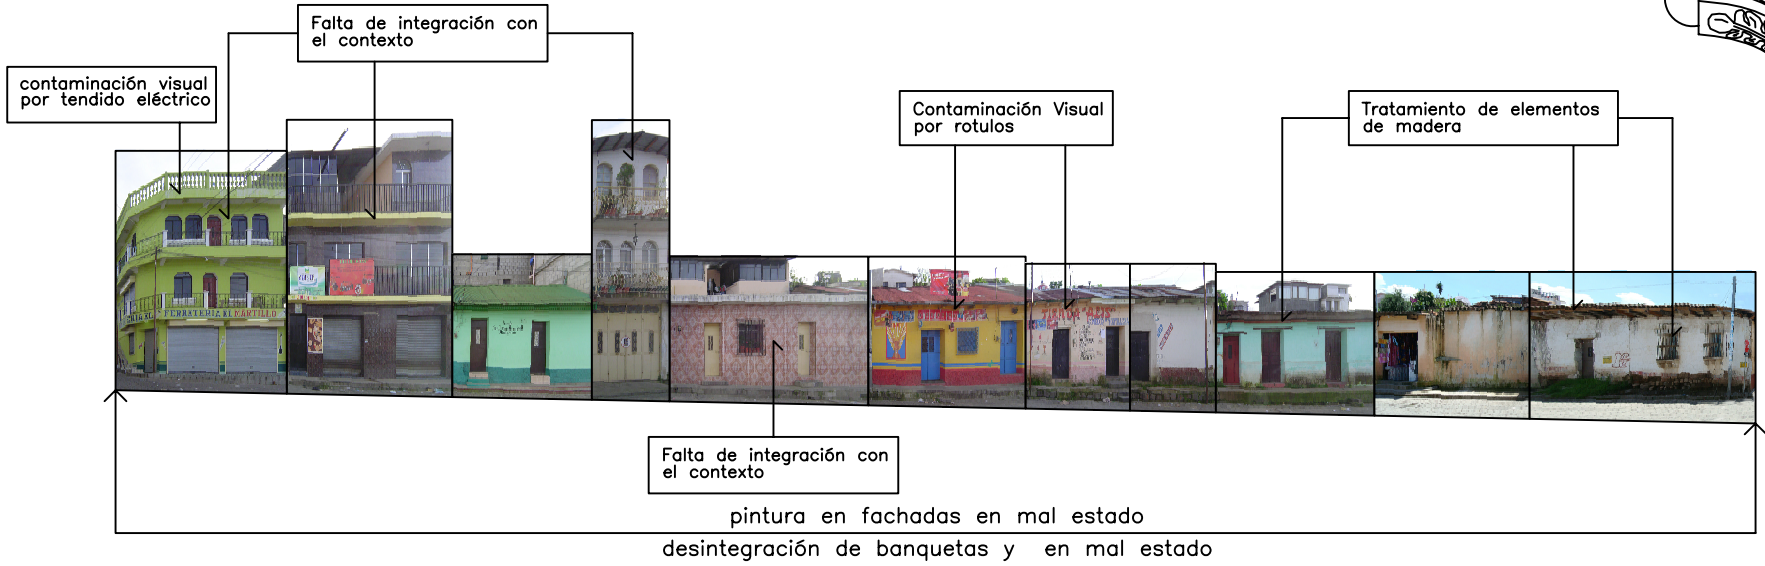 Falta de integración con
el contexto
contaminación visual
por tendido eléctrico
Contaminación Visual
por rotulos
Tratamiento de elementos
de madera
FERRETERIA EL MARTILLO
Falta de integración con
el contexto
pintura en fachadas en mal estado
desintegración de banquetas y en mal estado